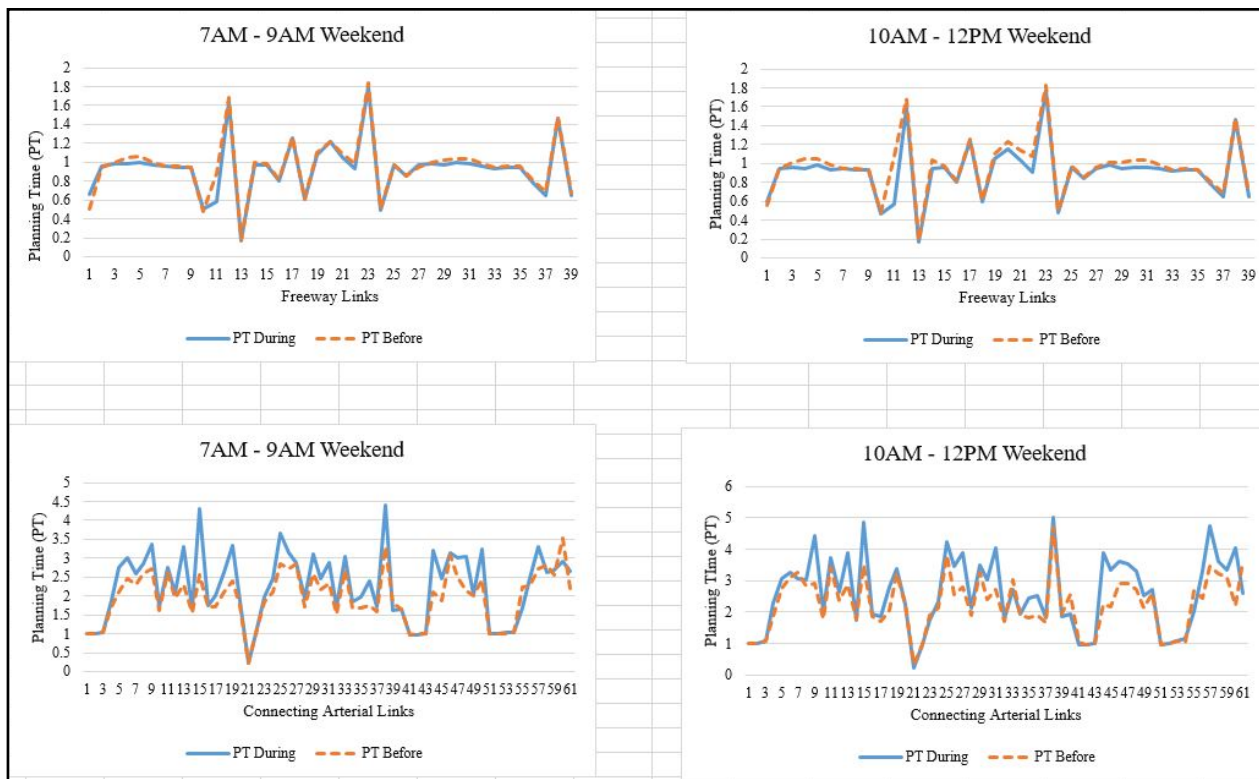 7AM - 9AM Weekend
Planning Time (PT)
2
1.8
1.6
1.4
1.2
1
0.8
0.6
0.4
0.2
0
1 3 5 7 9 11 13 15 17 19 21 23 25 27 29 31 33 35 37 39
Freeway Links
PT During PT Before
10AM - 12PM Weekend
Planning Time (PT)
2
1.8
1.6
1.4
1.2
1
0.8
0.6
0.4
0.2
0
1 3 5 7 9 11 13 15 17 19 21 23 25 27 29 31 33 35 37 39
Freeway Links
PT During PT Before
7AM - 9AM Weekend
Planning Time (PT)
5
4.5
4
3.5
3
2.5
2
1.5
1
0.5
0
1 3 5 7 9 11 13 15 17 19 21 23 25 27 29 31 33 35 37 39 41 43 45 47 49 51 53 55 57 59 61
Connecting Arterial Links
PT During PT Before
10AM - 12PM Weekend
Planning TIme (PT)
6
5
4
3
2
1
0
1 3 5 7 9 11 13 15 17 19 21 23 25 27 29 31 33 35 37 39 41 43 45 47 49 51 53 55 57 59 61
Connecting Arterial Links
PT During PT Before